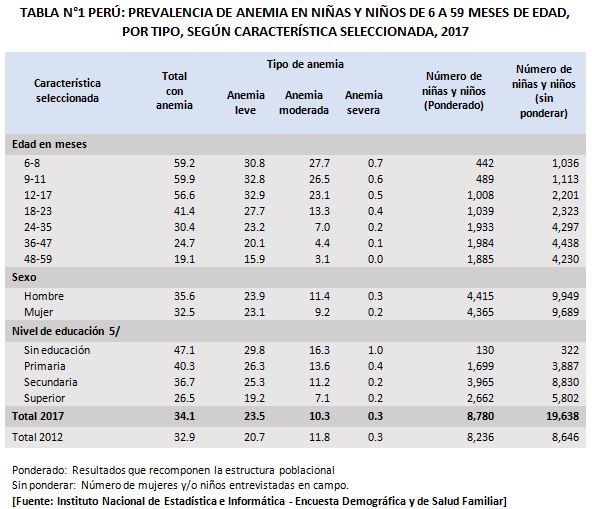 TABLA N°1 PERÚ: PREVALENCIA DE ANEMIA EN NIÑAS Y NIÑOS DE 6 A 59 MESES DE EDAD,
POR TIPO, SEGÚN CARACTERÍSTICA SELECCIONADA, 2017
Característica seleccionada Total con anemia Tipo de anemia Número de niñas y niños (Ponderado) Número de niñas y niños (sin ponderar)
Anemia leve Anemia moderada Anemia severa
Edad en meses
6-8 59.2 30.8 27.7 0.7 442 1,036
9-11 59.9 32.8 26.5 0.6 489 1,113
12-17 56.6 32.9 23.1 0.5 1,008 2,201
18-23 41.4 27.7 13.3 0.4 1,039 2,323
24-35 30.4 23.2 7.0 0.2 1,933 4,297
36-47 24.7 20.1 4.4 0.1 1,984 4,438
48-59 19.1 15.9 3.1 0.0 1,885 4,230
Sexo
Hombre 35.6 23.9 11.4 0.3 4,415 9,949
Mujer 32.5 23.1 9.2 0.2 4,365 9,689
Nivel de educación 5/
Sin educación 47.1 29.8 16.3 1.0 130 322
Primaria 40.3 26.3 13.6 0.4 1,699 3,887
Secundaria 36.7 25.3 11.2 0.2 3,965 8,830
Superior 26.5 19.2 7.1 0.2 2,662 5,802
Total 2017 34.1 23.5 10.3 0.3 8,780 19,638
Total 2012 32.9 20.7 11.8 0.3 8,236 8,646
Ponderado: Resultados que recomponen la estructura poblacional
Sin ponderar: Número de mujeres y/o niños entrevistadas en campo.
[Fuente: Instituto Nacional de Estadística e Informática - Encuesta Demográfica y de Salud Familiar]